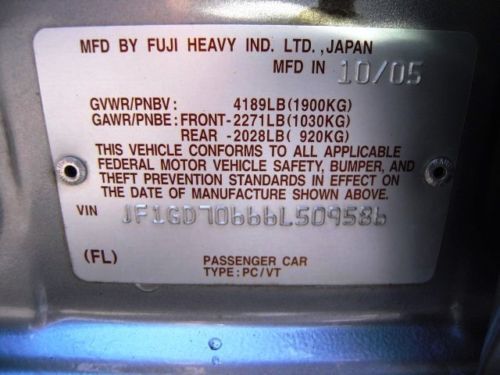 MFD BY FUJI HEAVY IND. LTD., JAPAN
MFD IN 10/05
GVWR/PNBV: 4189LB(1900KG)
GAWR/PNBE: FRONT-2271LB(1030KG)
REAR -2028LB( 920KG)
THIS VEHICLE CONFORMS TO ALL APPLICABLE
FEDERAL MOTOR VEHICLE SAFETY, BUMPER, AND
THEFT PREVENTION STANDARDS IN EFFECT ON
THE DATE OF MANUFACTURE SHOWN ABOVE.
VIN JF1GD70666L509586
(FL) PASSENGER CAR
TYPE: PC/VT